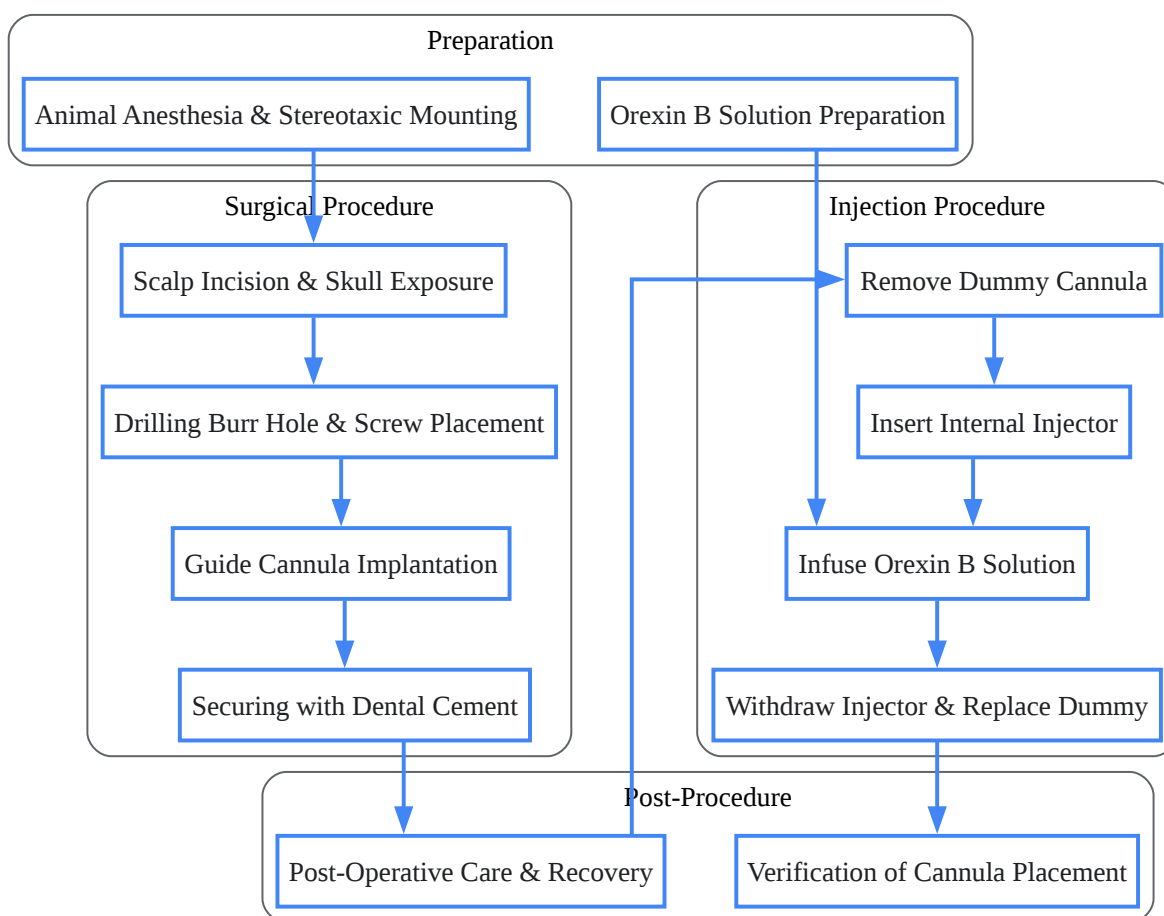 Preparation
Animal Anesthesia & Stereotaxic Mounting
Orexin B Solution Preparation
Surgical Procedure
Scalp Incision & Skull Exposure
Drilling Burr Hole & Screw Placement
Guide Cannula Implantation
Securing with Dental Cement
Injection Procedure
Remove Dummy Cannula
Insert Internal Injector
Infuse Orexin B Solution
Withdraw Injector & Replace Dummy
Post-Procedure
Post-Operative Care & Recovery
Verification of Cannula Placement